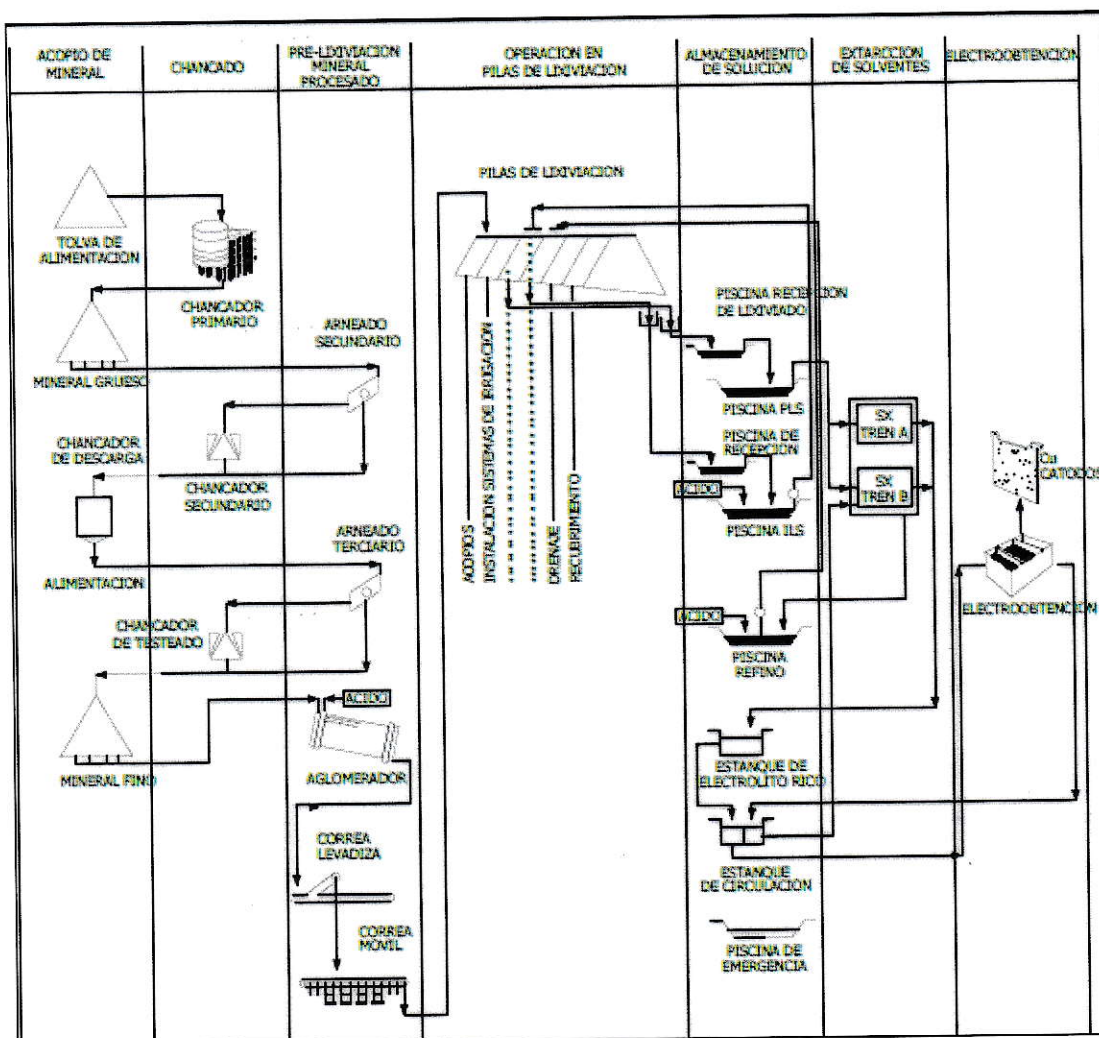 ACOPIO DE
MINERAL
CHANCADO
PRE-LIXIVIACION
MINERAL
PROCESADO
OPERACION EN
PILAS DE LIXIVIACION
ALMACENAMIENTO
DE SOLUCION
EXTARCCION
DE SOLVENTES
ELECTROOBTENCION
TOLVA DE
ALIMENTACION
CHANCADOR
PRIMARIO
MINERAL GRUESO
ARNEADO
SECUNDARIO
CHANCADOR
DE DESCARGA
CHANCADOR
SECUNDARIO
ALIMENTACION
ARNEADO
TERCIARIO
CHANCADOR
DE TESTEADO
MINERAL FINO
ACIDO
AGLOMERADOR
CORREA
LEVADIZA
CORREA
MOVIL
PILAS DE LIXIVIACION
ACOPIOS
INSTALACION SISTEMAS DE IRRIGACION
DRENAJE
RECUBRIMIENTO
PISCINA RECEPCION
DE LIXIVIADO
PISCINA PLS
PISCINA DE
RECEPCION
ACIDO
PISCINA ILS
ACIDO
PISCINA
REFINO
ESTANQUE DE
ELECTROLITO RICO
ESTANQUE
DE CIRCULACION
PISCINA DE
EMERGENCIA
SX
TREN A
SX
TREN B
Cu
CATODOS
ELECTROOBTENCION